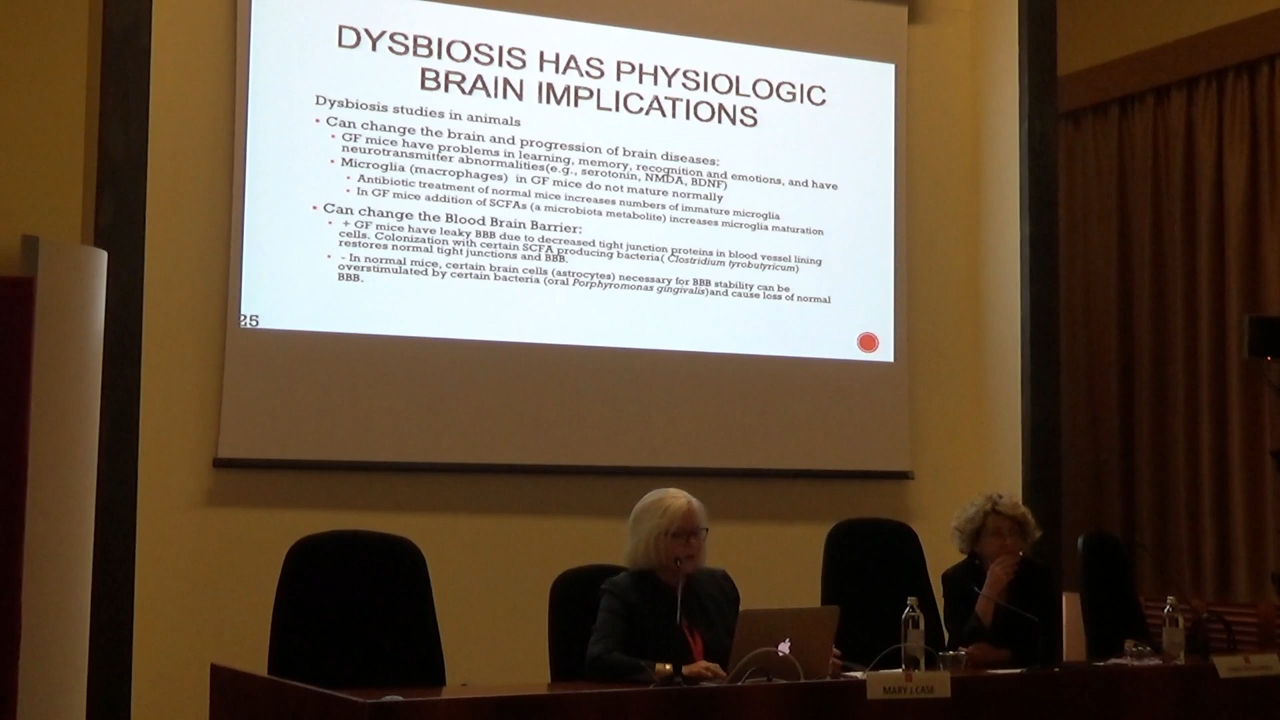 DYSBIOSIS HAS PHYSIOLOGIC
BRAIN IMPLICATIONS
Dysbiosis studies in animals
• Can change the brain and progression of brain diseases:
• GF mice have problems in learning, memory, recognition and emotions, and have
neurotransmitter abnormalities(e.g., serotonin, NMDA, BDNF)
• Microglia (macrophages) in GF mice do not mature normally
• Antibiotic treatment of normal mice increases numbers of immature microglia
• In GF mice addition of SCFAs (a microbiota metabolite) increases microglia maturation
• Can change the Blood Brain Barrier:
• + GF mice have leaky BBB due to decreased tight junction proteins in blood vessel lining
cells. Colonization with certain SCFA producing bacteria( Clostridium tyrobutyricum)
restores normal tight junctions and BBB.
• - In normal mice, certain brain cells (astrocytes) necessary for BBB stability can be
overstimulated by certain bacteria (oral Porphyromonas gingivalis)and cause loss of normal
BBB.
25
MARY J.CASE